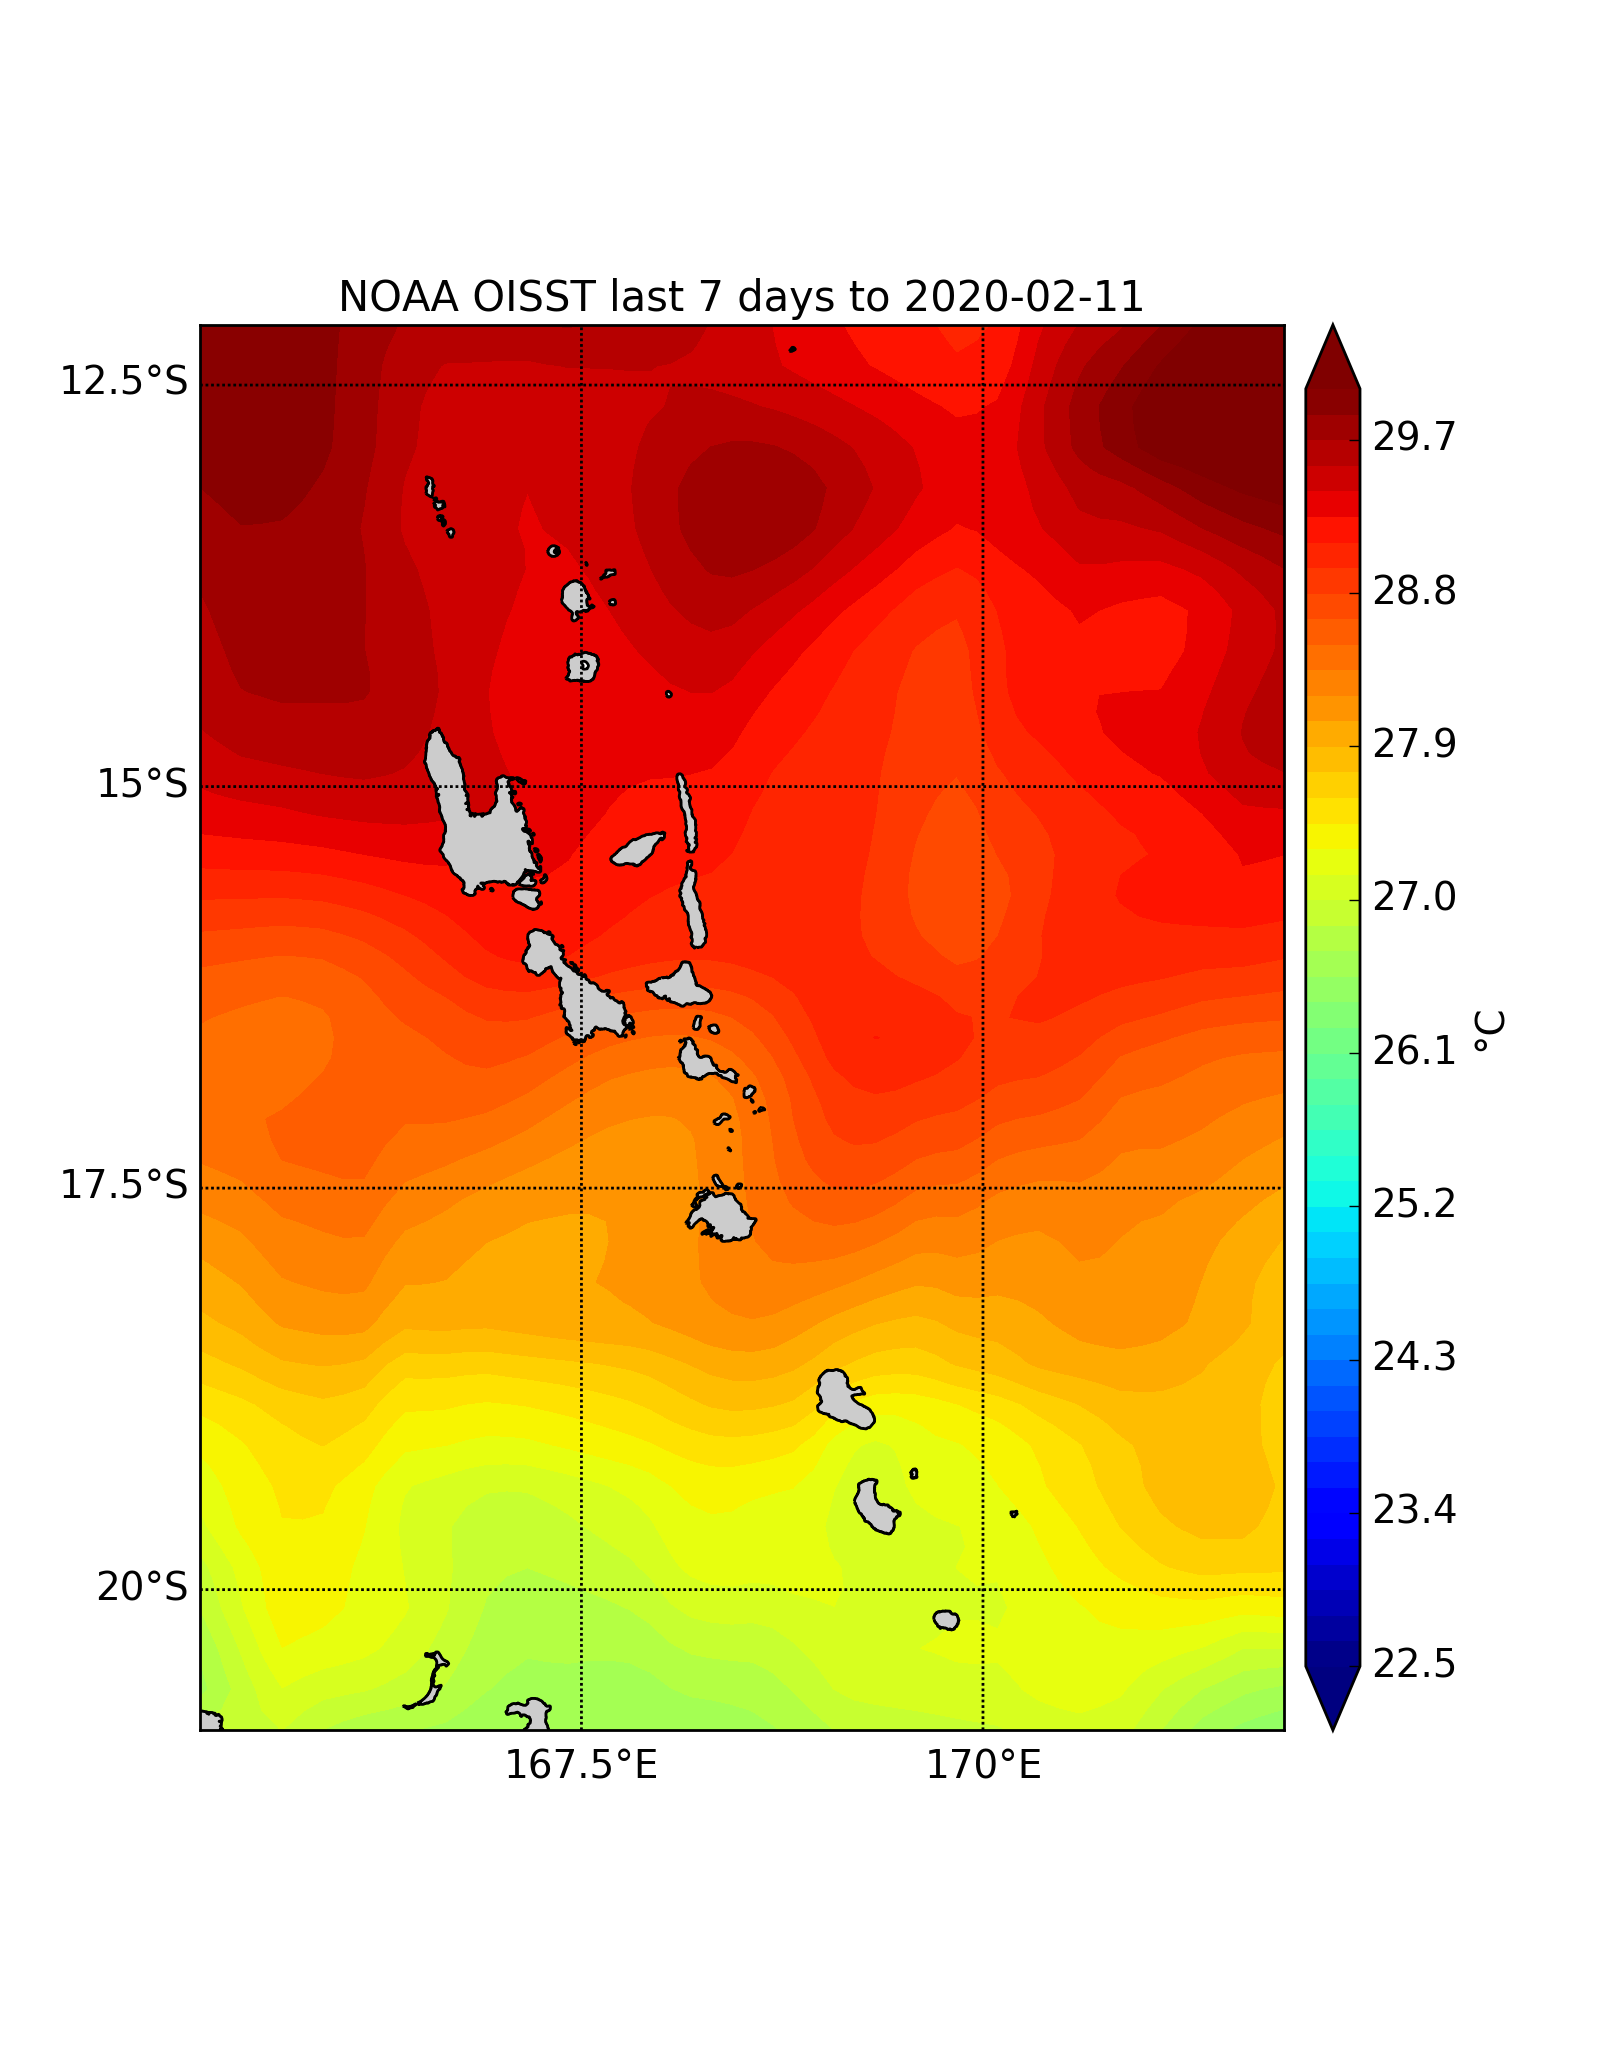 NOAA OISST last 7 days to 2020-02-11
12.5°S
15°S
17.5°S
20°S
167.5°E
170°E
29.7
28.8
27.9
27.0
26.1
25.2
24.3
23.4
22.5
°C